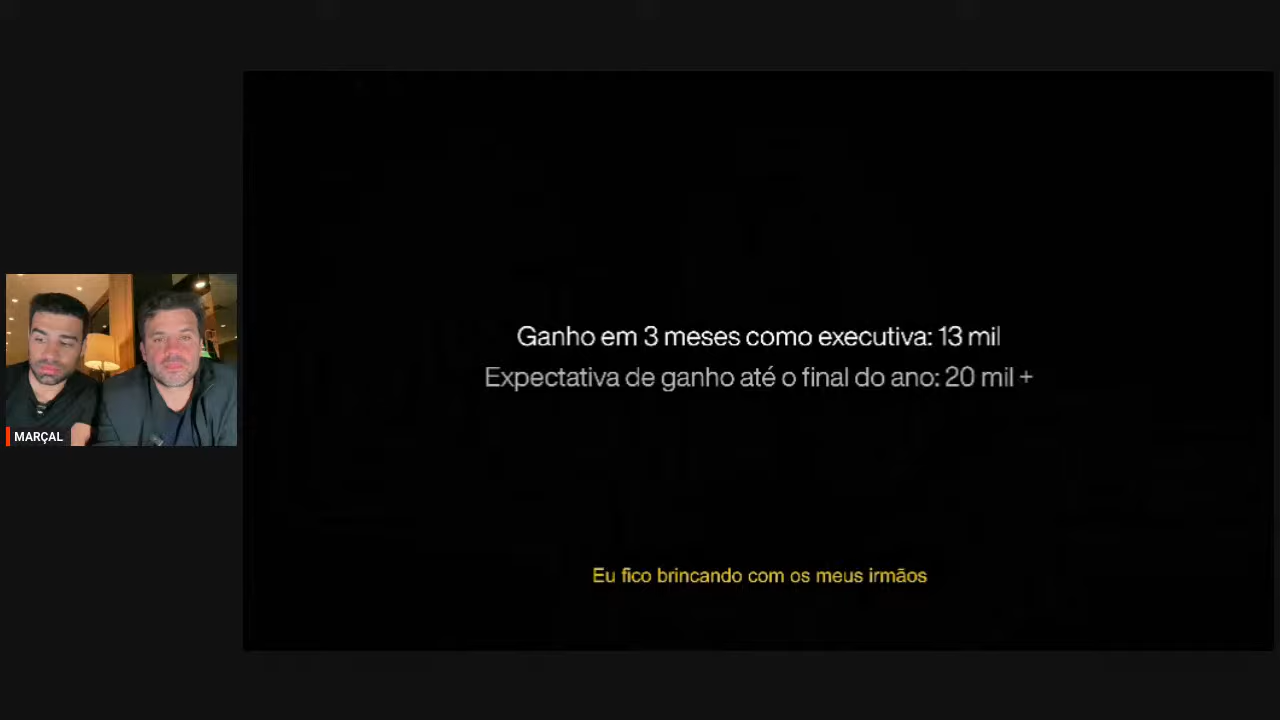 MARÇAL
Ganho em 3 meses como executiva: 13 mil
Expectativa de ganho até o final do ano: 20 mil +
Eu fico brincando com os meus irmãos